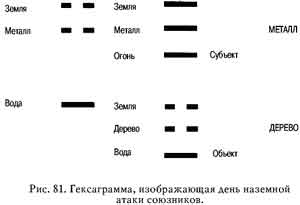 Земля Земля
Металл Металл МЕТАЛЛ
Огонь Субъект
Вода Земля
Дерево ДЕРЕВО
Вода Объект
Рис. 81. Гексаграмма, изображающая день наземной
атаки союзников.